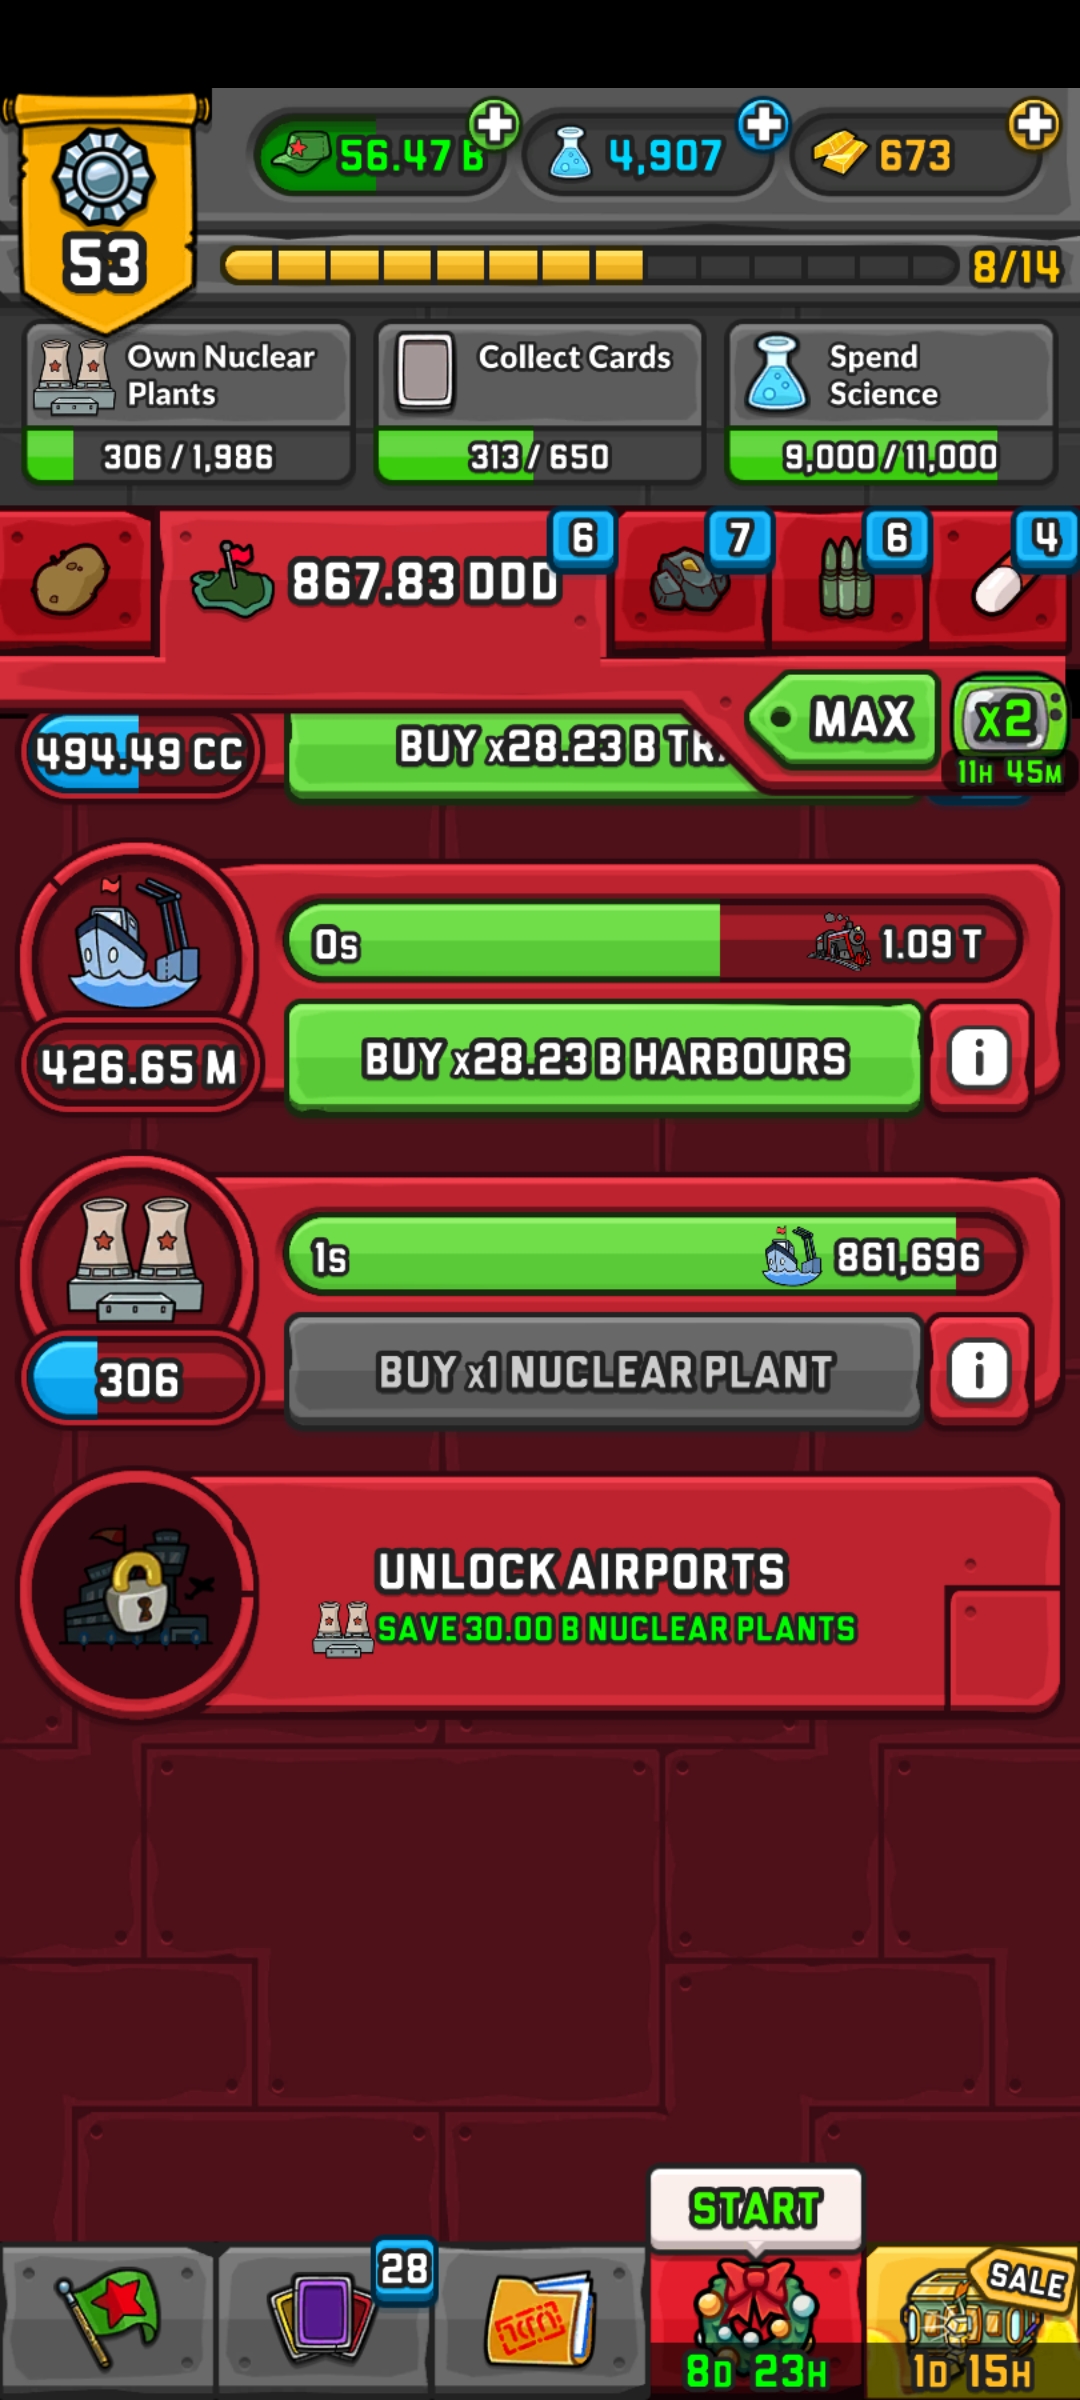 56.47 B
4,907
673
53
8/14
Own Nuclear
Plants
306 / 1,986
Collect Cards
313 / 650
Spend
Science
9,000 / 11,000
867.83 DDD
6
7
6
4
MAX
x2
11H 45M
494.49 CC
BUY x28.23 B
0s
1.09 T
426.65 M
BUY x28.23 B HARBOURS
i
1s
861,696
306
BUY x1 NUCLEAR PLANT
i
UNLOCK AIRPORTS
SAVE 30.00 B NUCLEAR PLANTS
START
28
SALE
8D 23H
1D 15H